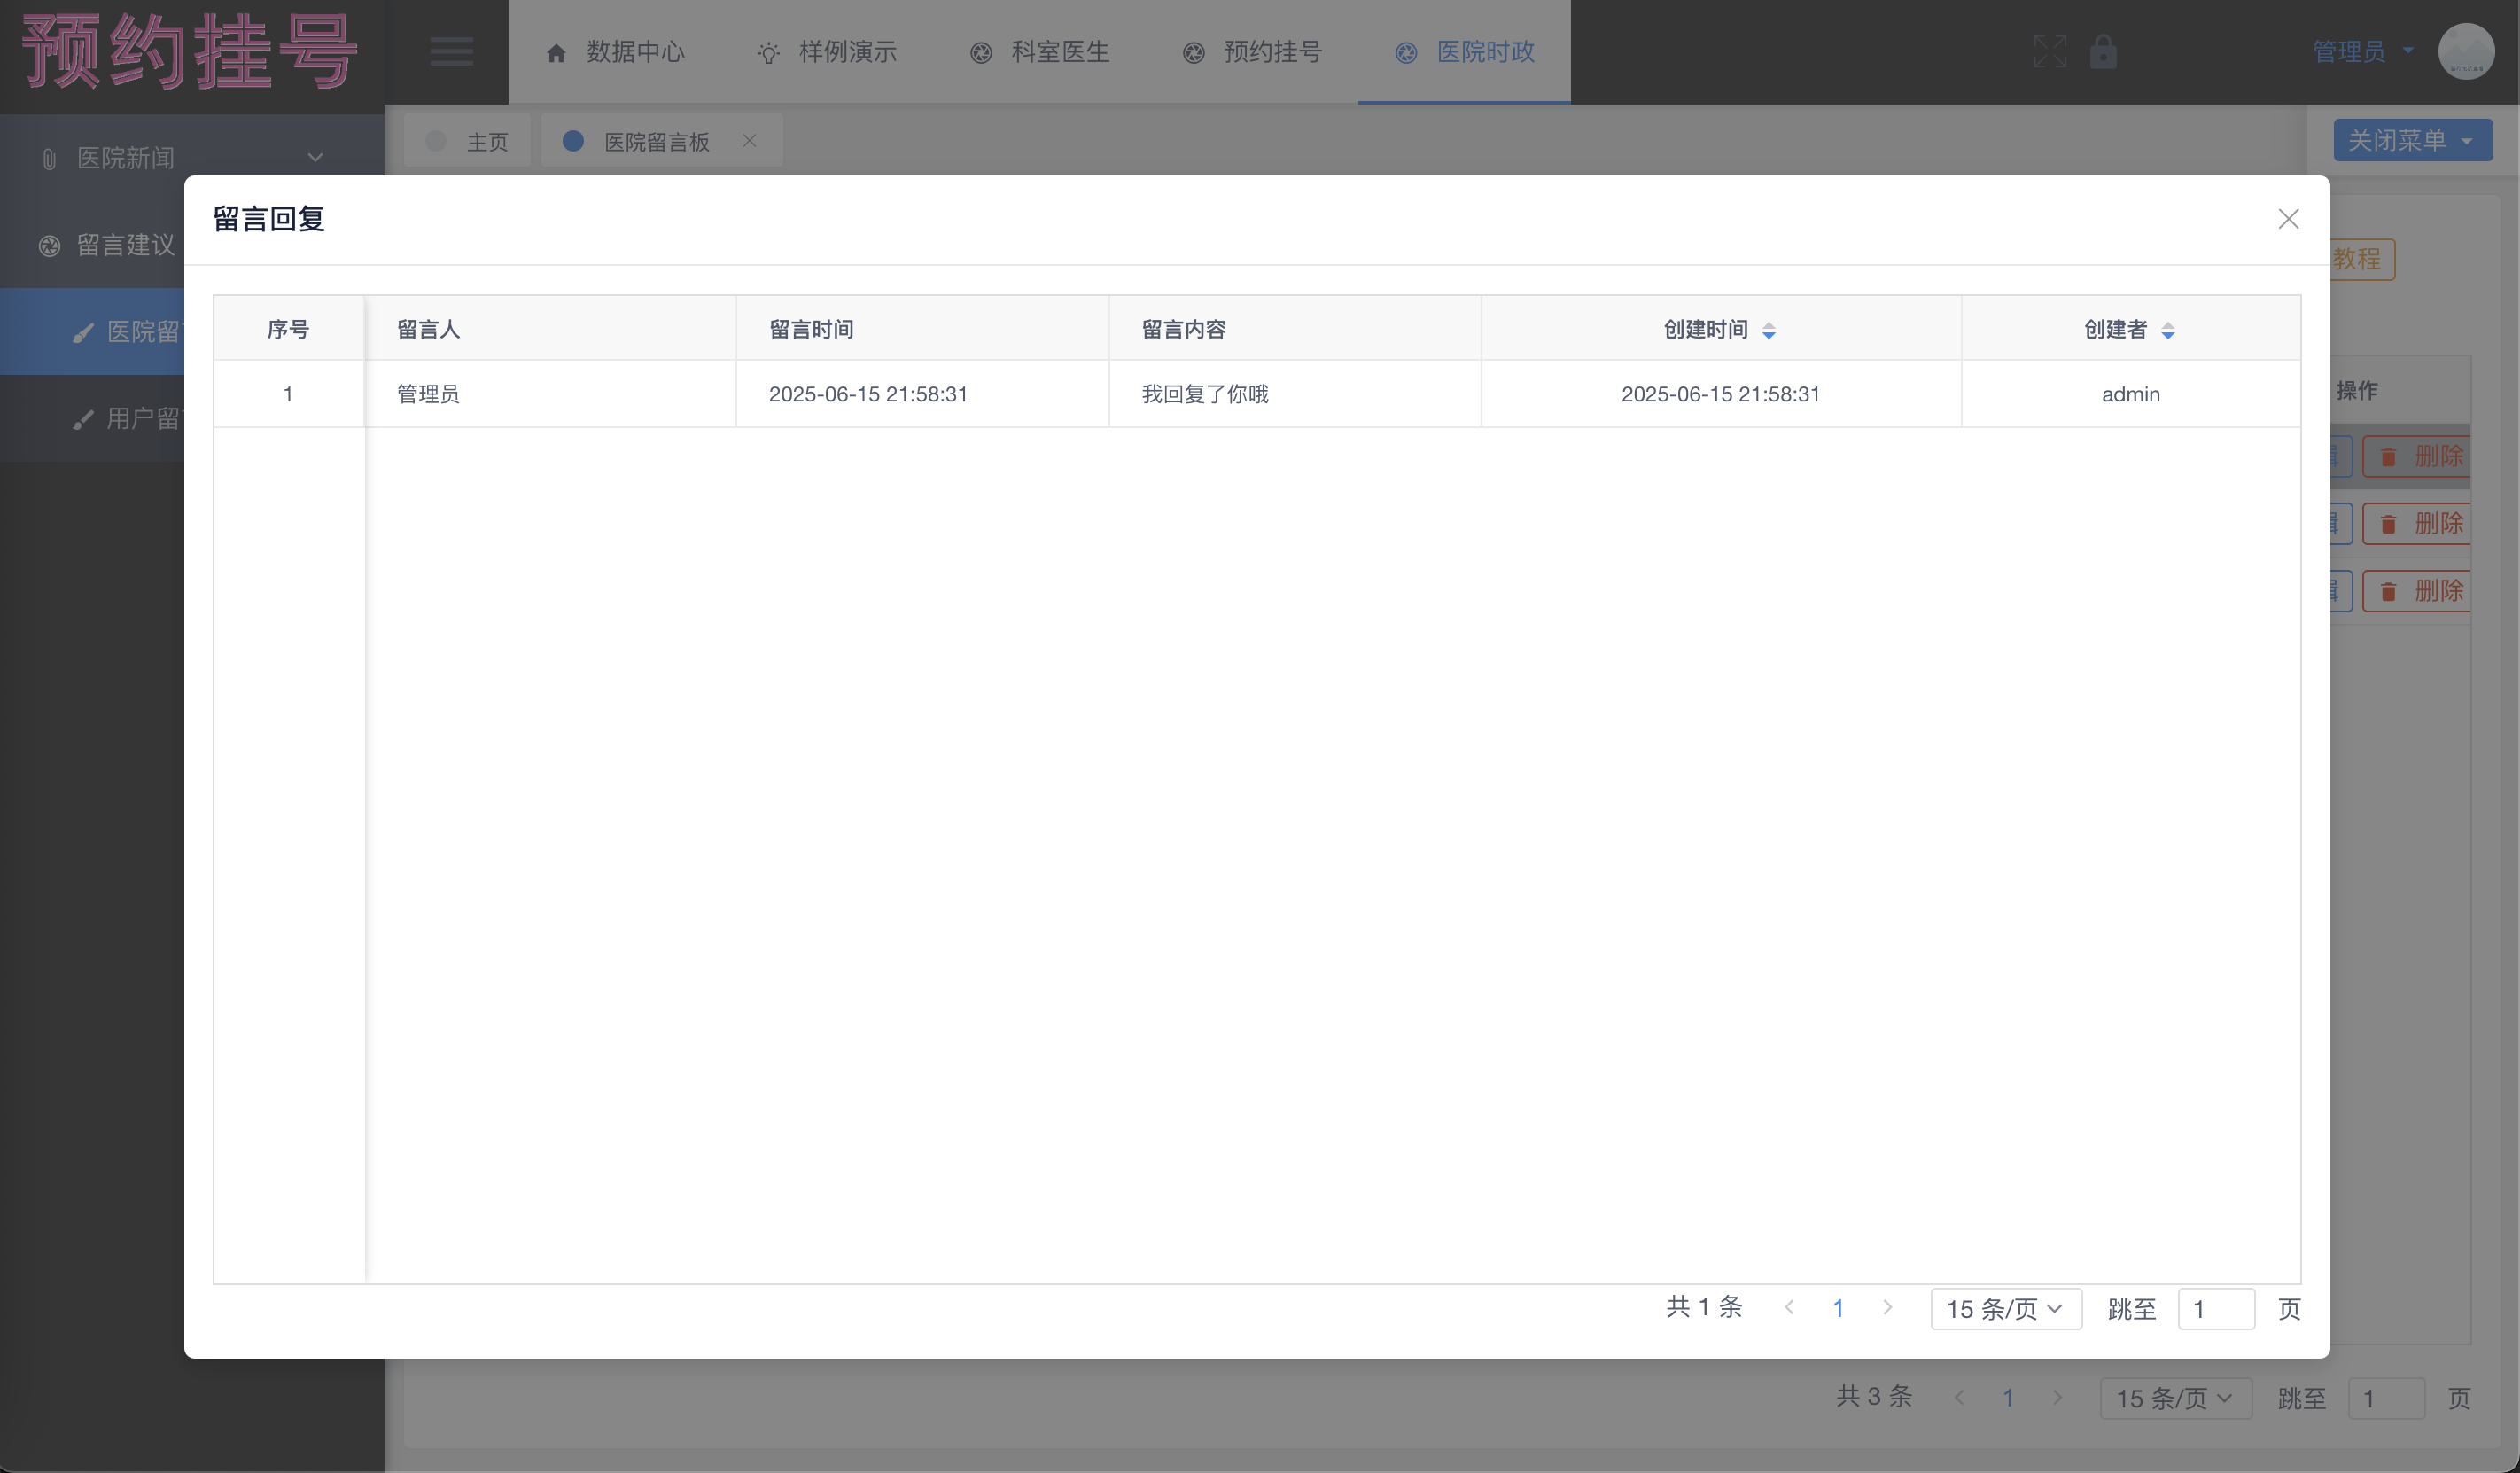 预约挂号
数据中心
样例演示
科室医生
预约挂号
医院时政
管理员
医院新闻
留言建议
医院留
用户留
主页
医院留言板
关闭菜单
教程
留言回复
序号 留言人 留言时间 留言内容 创建时间 创建者
1 管理员 2025-06-15 21:58:31 我回复了你哦 2025-06-15 21:58:31 admin
操作
删除
删除
删除
共 1 条 1 15 条/页 跳至 1 页
共 3 条 1 15 条/页 跳至 1 页